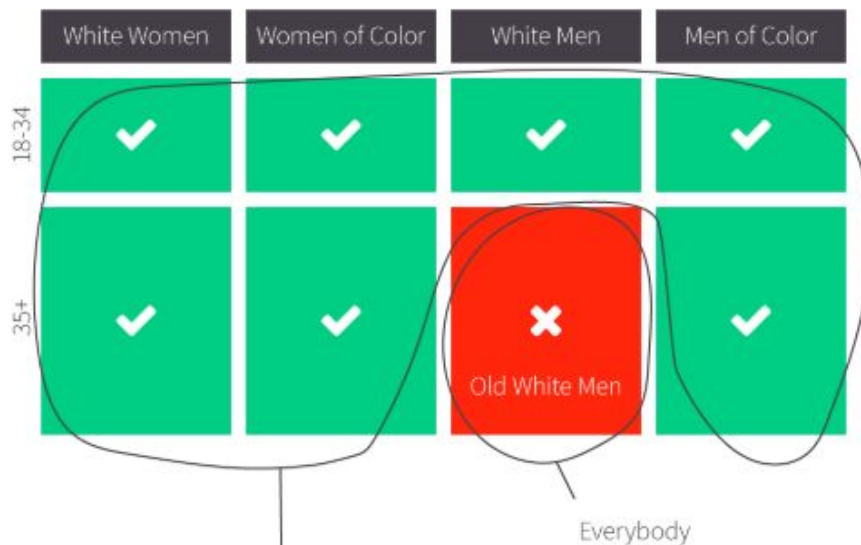 White Women Women of Color White Men Men of Color
18-34
35+
Old White Men
Everybody